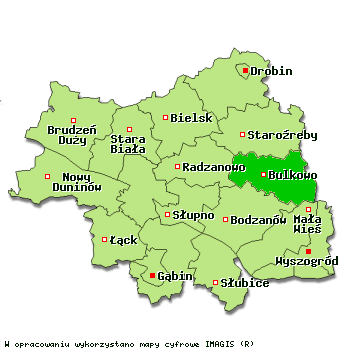 Drobin
Bielsk
Brudzeń
Duży
Stara
Biała
Staroźreby
Radzanowo
Bulkowo
Nowy
Duninów
Słupno
Bodzanów
Mała
Wieś
Łąck
Wyszogród
Gąbin
Słubice
W opracowaniu wykorzystano mapy cyfrowe IMAGIS (R)